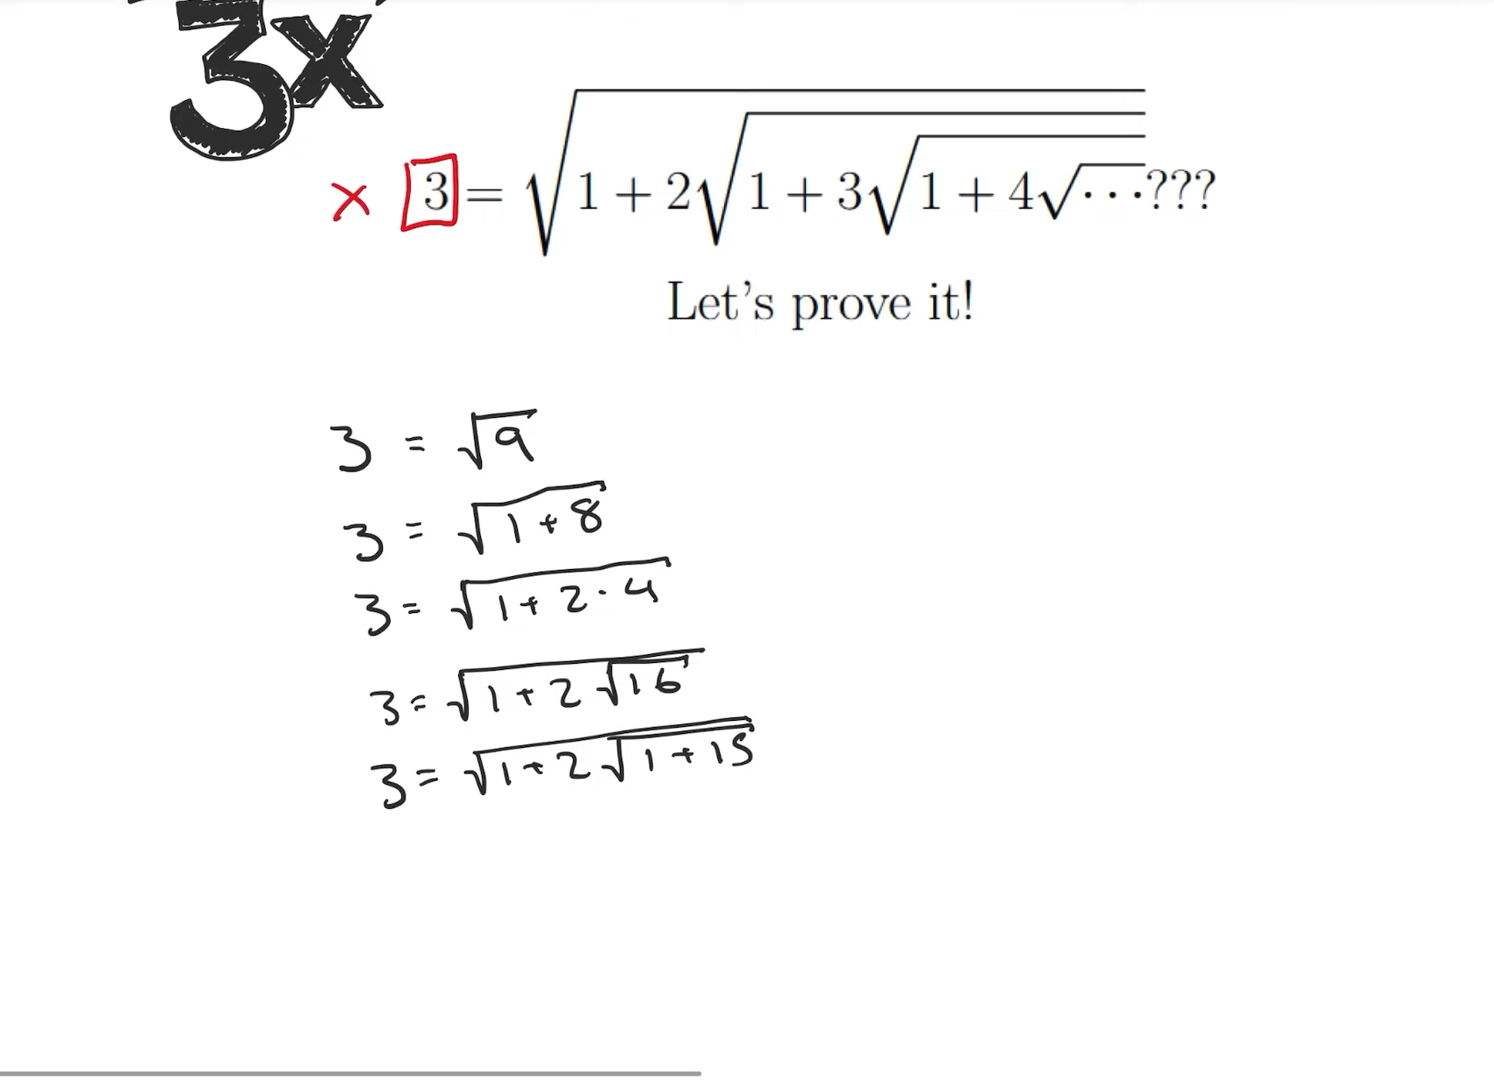 3x
× 3 = √(1 + 2√(1 + 3√(1 + 4√⋯???
Let's prove it!
3 = √9
3 = √(1 + 8)
3 = √(1 + 2 · 4)
3 = √(1 + 2√16)
3 = √(1 + 2√(1 + 15))